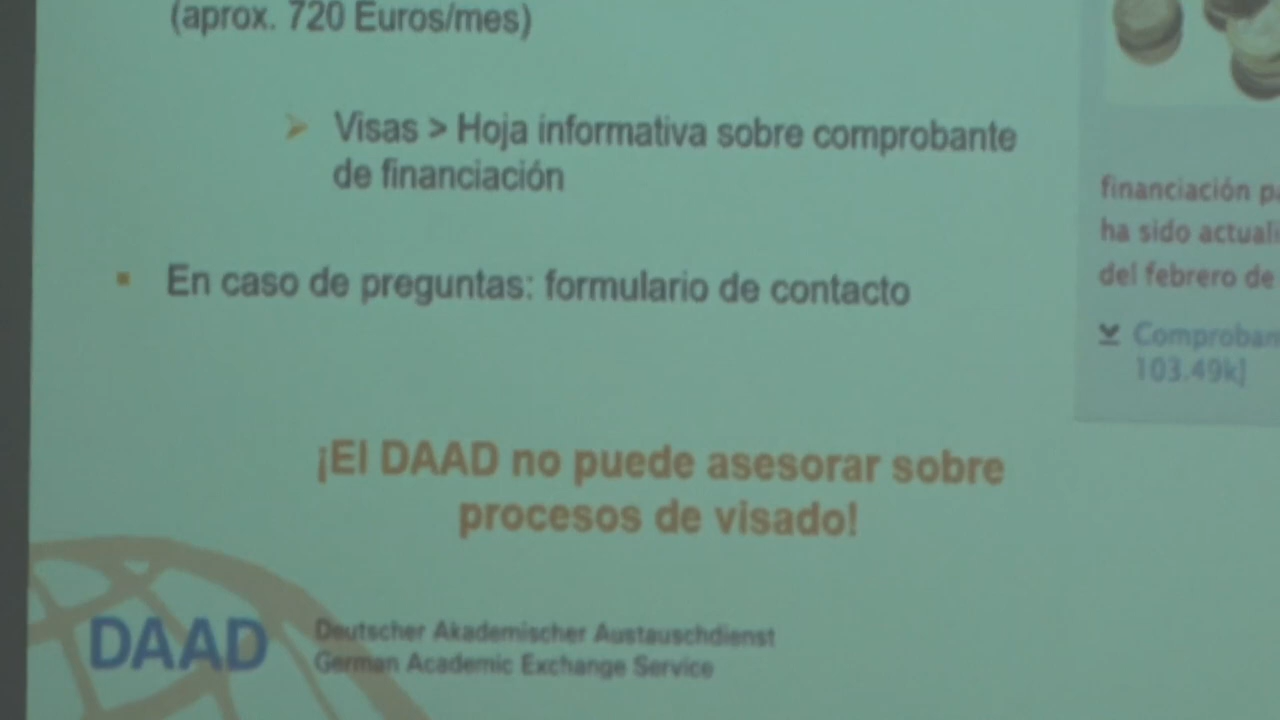 (aprox. 720 Euros/mes)
Visas > Hoja informativa sobre comprobante
de financiación
En caso de preguntas: formulario de contacto
financiación
ha sido
del febrero de
103.49k]
¡El DAAD no puede asesorar sobre
procesos de visado!
DAAD
Deutscher Akademischer Austauschdienst
German Academic Exchange Service